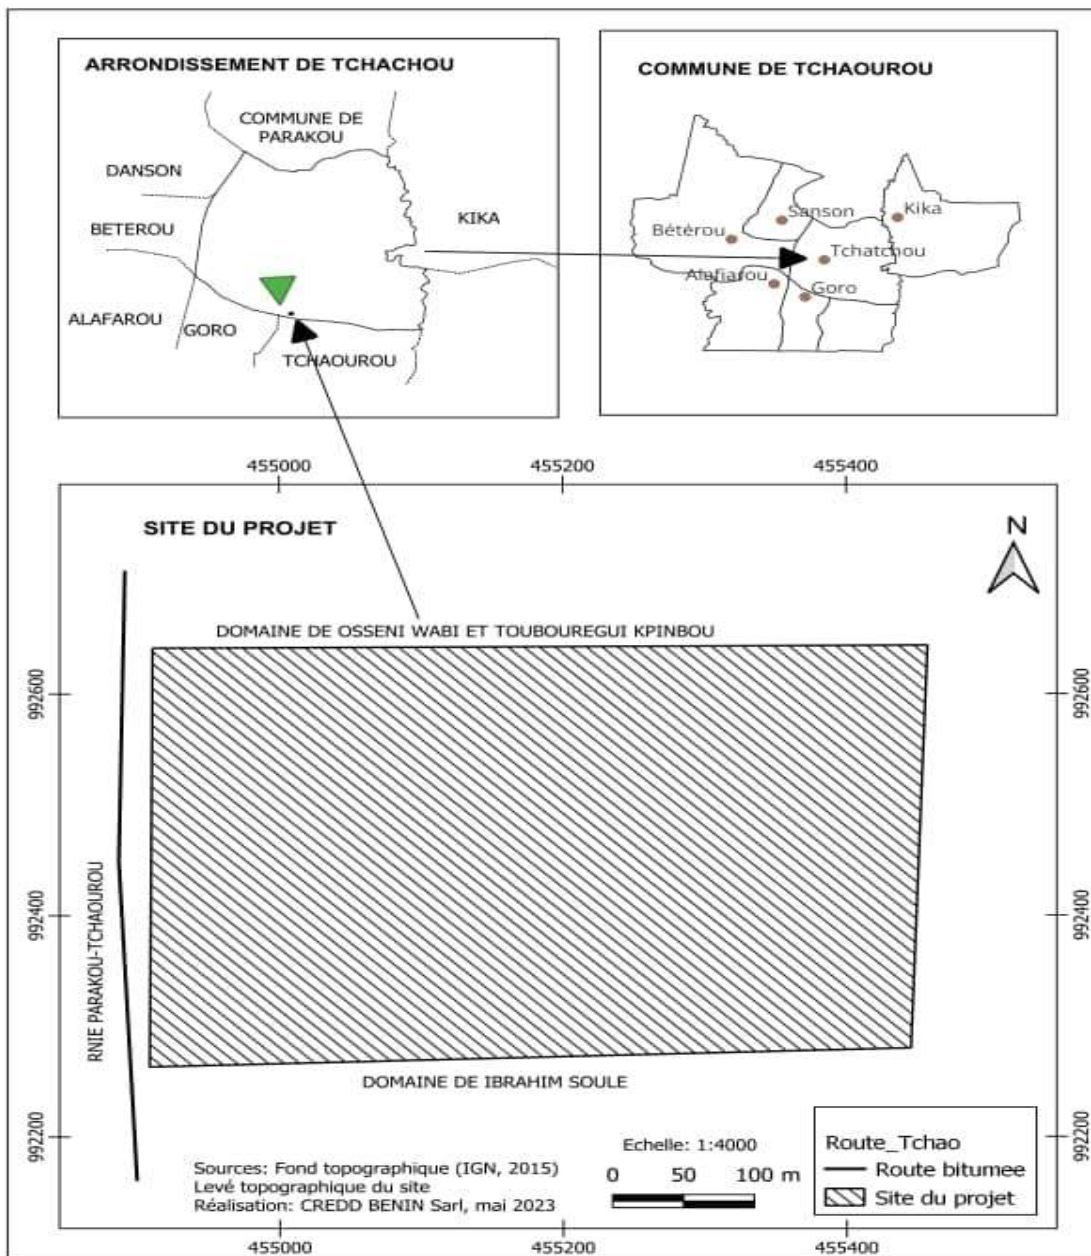 ARRONDISSEMENT DE TCHACHOU
COMMUNE DE
PARAKOU
DANSON
BETEROU
KIKA
ALAFAROU
GORO
TCHAOUROU
COMMUNE DE TCHAOUROU
Sanson
Kika
Bétérou
Tchatchou
Alafiarou
Goro
455000
455200
455400
SITE DU PROJET
N
DOMAINE DE OSSENI WABI ET TOUBOUREGUI KPINBOU
992600
992600
992400
992400
RNIE PARAKOU-TCHAOUROU
DOMAINE DE IBRAHIM SOULE
992200
992200
Echelle: 1:4000
0 50 100 m
Sources: Fond topographique (IGN, 2015)
Levé topographique du site
Réalisation: CREDD BENIN Sarl, mai 2023
Route_Tchao
Route bitumee
Site du projet
455000
455200
455400